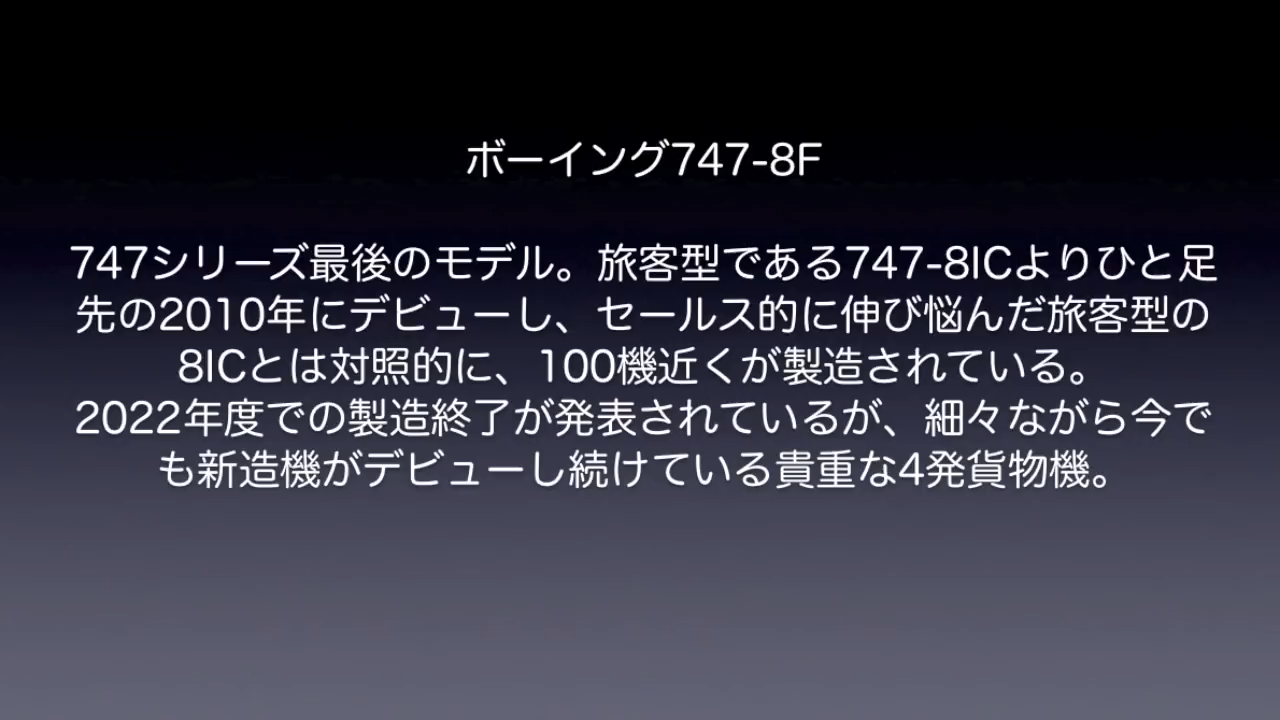 ボーイング747-8F
747シリーズ最後のモデル。旅客型である747-8ICよりひと足
先の2010年にデビューし、セールス的に伸び悩んだ旅客型の
8ICとは対照的に、100機近くが製造されている。
2022年度での製造終了が発表されているが、細々ながら今で
も新造機がデビューし続けている貴重な4発貨物機。